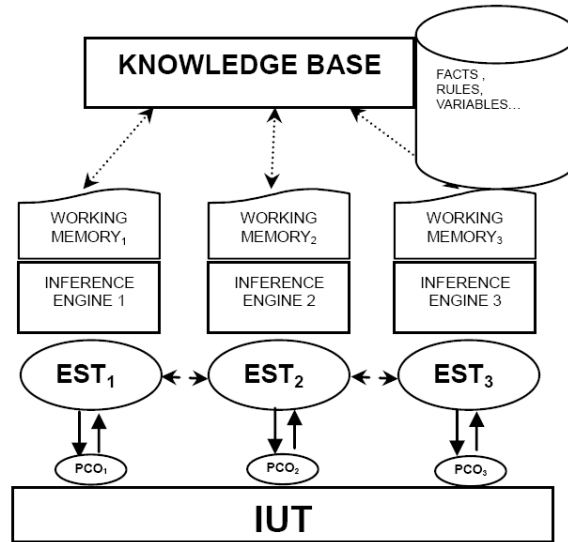 KNOWLEDGE BASE
FACTS ,
RULES,
VARIABLES...
WORKING
MEMORY₁
WORKING
MEMORY₂
WORKING
MEMORY₃
INFERENCE
ENGINE 1
INFERENCE
ENGINE 2
INFERENCE
ENGINE 3
EST₁
EST₂
EST₃
PCO₁
PCO₂
PCO₃
IUT